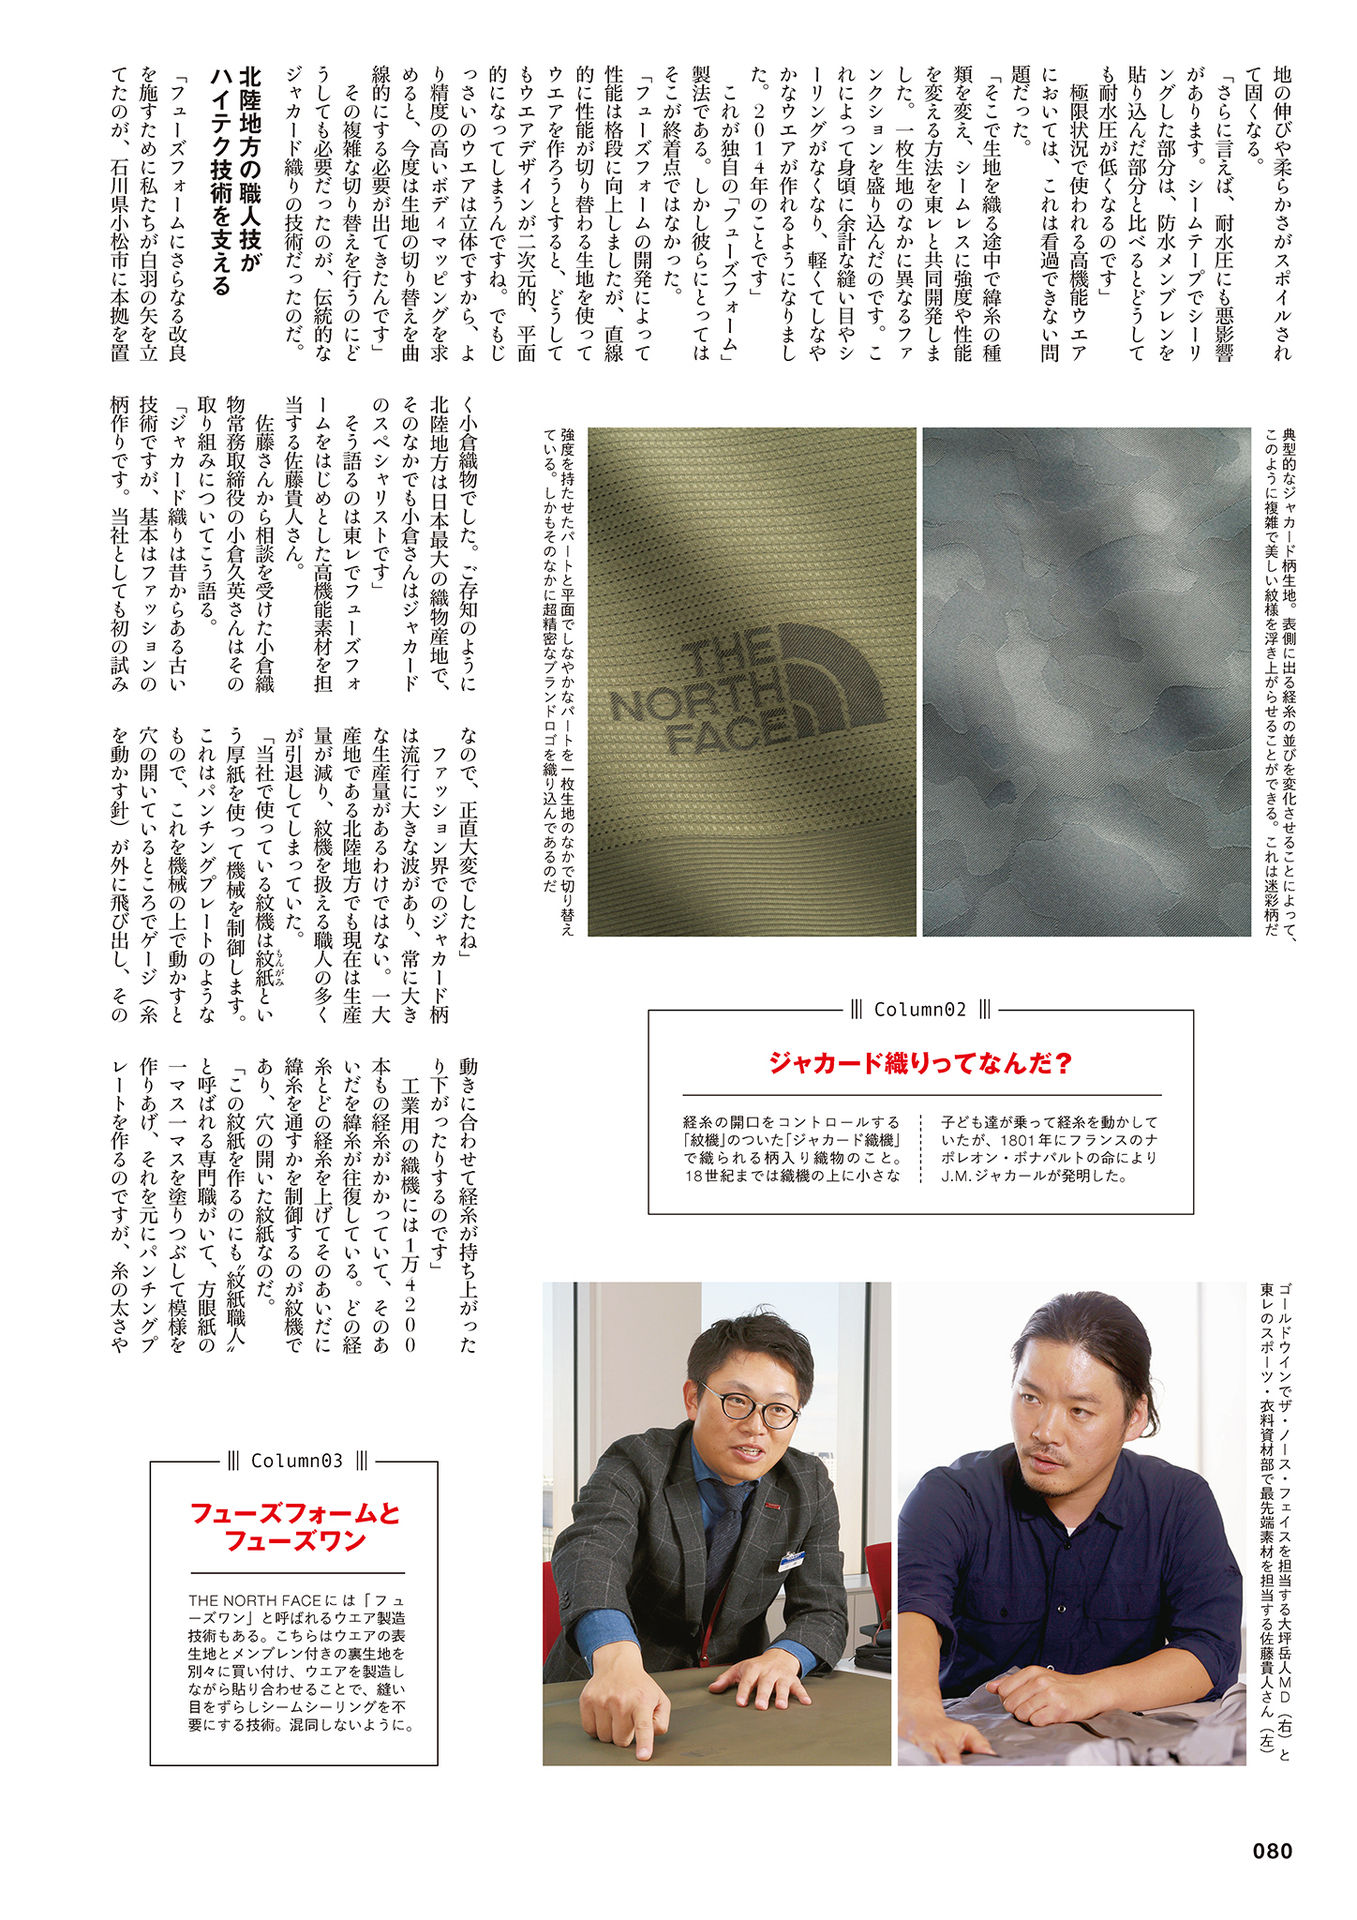 地の伸びや柔らかさがスポイルされ
て固くなる。
「さらに言えば、耐水圧にも悪影響
があります。シームテープでシーリ
ングした部分は、防水メンブレンを
貼り込んだ部分と比べるとどうして
も耐水圧が低くなるのです」
極限状況で使われる高機能ウエア
においては、これは看過できない問
題だった。
「そこで生地を織る途中で緯糸の種
類を変え、シームレスに強度や性能
を変える方法を東レと共同開発しま
した。一枚生地のなかに異なるファ
ンクションを盛り込んだのです。こ
れによって身頃に余計な縫い目やシ
ーリングがなくなり、軽くてしなや
かなウエアが作れるようになりまし
た。2014年のことです」
これが独自の「フューズフォーム」
製法である。しかし彼らにとっては
そこが終着点ではなかった。
「フューズフォームの開発によって
性能は格段に向上しましたが、直線
的に性能が切り替わる生地を使って
ウエアを作ろうとすると、どうして
もウエアデザインが二次元的、平面
的になってしまうんですね。でもじ
っさいのウエアは立体ですから、よ
り精度の高いボディマッピングを求
めると、今度は生地の切り替えを曲
線的にする必要が出てきたんです」
その複雑な切り替えを行うのにど
うしても必要だったのが、伝統的な
ジャカード織りの技術だったのだ。
北陸地方の職人技が
ハイテク技術を支える
「フューズフォームにさらなる改良
を施すために私たちが白羽の矢を立
てたのが、石川県小松市に本拠を置
く小倉織物でした。ご存知のように
北陸地方は日本最大の織物産地で、
そのなかでも小倉さんはジャカード
のスペシャリストです」
そう語るのは東レでフューズフォ
ームをはじめとした高機能素材を担
当する佐藤貴人さん。
佐藤さんから相談を受けた小倉織
物常務取締役の小倉久英さんはその
取り組みについてこう語る。
「ジャカード織りは昔からある古い
技術ですが、基本はファッションの
柄作りです。当社としても初の試み
なので、正直大変でしたね」
ファッション界でのジャカード柄
は流行に大きな波があり、常に大き
な生産量があるわけではない。一大
産地である北陸地方でも現在は生産
量が減り、紋機を扱える職人の多く
が引退してしまっていた。
「当社で使っている紋機は紋紙とい
もんがみ
う厚紙を使って機械を制御します。
これはパンチングプレートのような
もので、これを機械の上で動かすと
穴の開いているところでゲージ（糸
を動かす針）が外に飛び出し、その
動きに合わせて経糸が持ち上がった
り下がったりするのです」
工業用の織機には1万4200
本もの経糸がかかっていて、そのあ
いだを緯糸が往復している。どの経
糸とどの経糸を上げてそのあいだに
緯糸を通すかを制御するのが紋機で
あり、穴の開いた紋紙なのだ。
「この紋紙を作るのにも〝紋紙職人〟
と呼ばれる専門職がいて、方眼紙の
一マス一マスを塗りつぶして模様を
作りあげ、それを元にパンチングプ
レートを作るのですが、糸の太さや
典型的なジャカード柄生地。表側に出る経糸の並びを変化させることによって、
このように複雑で美しい紋様を浮き上がらせることができる。これは迷彩柄だ
THE
NORTH
FACE
強度を持たせたパートと平面でしなやかなパートを一枚生地のなかで切り替え
ている。しかもそのなかに超精密なブランドロゴを織り込んであるのだ
Column02
ジャカード織りってなんだ？
経糸の開口をコントロールする
「紋機」のついた「ジャカード織機」
で織られる柄入り織物のこと。
18世紀までは織機の上に小さな
子ども達が乗って経糸を動かして
いたが、1801年にフランスのナ
ポレオン・ボナパルトの命により
J.M.ジャカールが発明した。
ゴールドウインでザ・ノース・フェイスを担当する大坪岳人MD（右）と
東レのスポーツ・衣料資材部で最先端素材を担当する佐藤貴人さん（左）
Column03
フューズフォームと
フューズワン
THE NORTH FACEには「フュ
ーズワン」と呼ばれるウエア製造
技術もある。こちらはウエアの表
生地とメンブレン付きの裏生地を
別々に買い付け、ウエアを製造し
ながら貼り合わせることで、縫い
目をずらしシームシーリングを不
要にする技術。混同しないように。
080